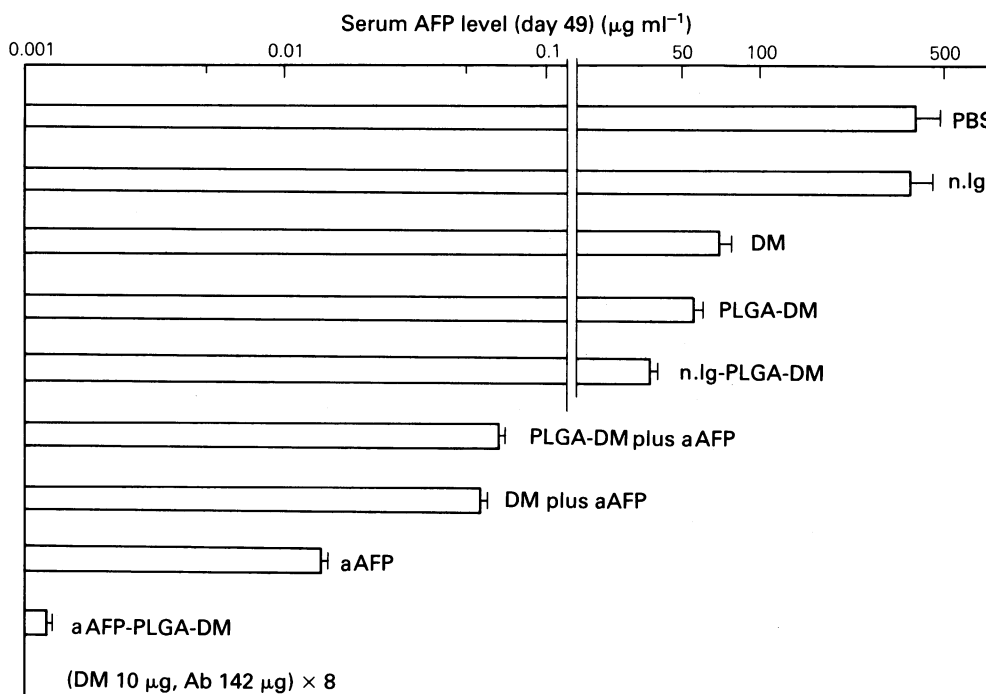 Serum AFP level (day 49) (µg ml⁻¹)
0.001 0.01 0.1 50 100 500
PBS
n.Ig
DM
PLGA-DM
n.Ig-PLGA-DM
PLGA-DM plus aAFP
DM plus aAFP
aAFP
aAFP-PLGA-DM
(DM 10 µg, Ab 142 µg) × 8